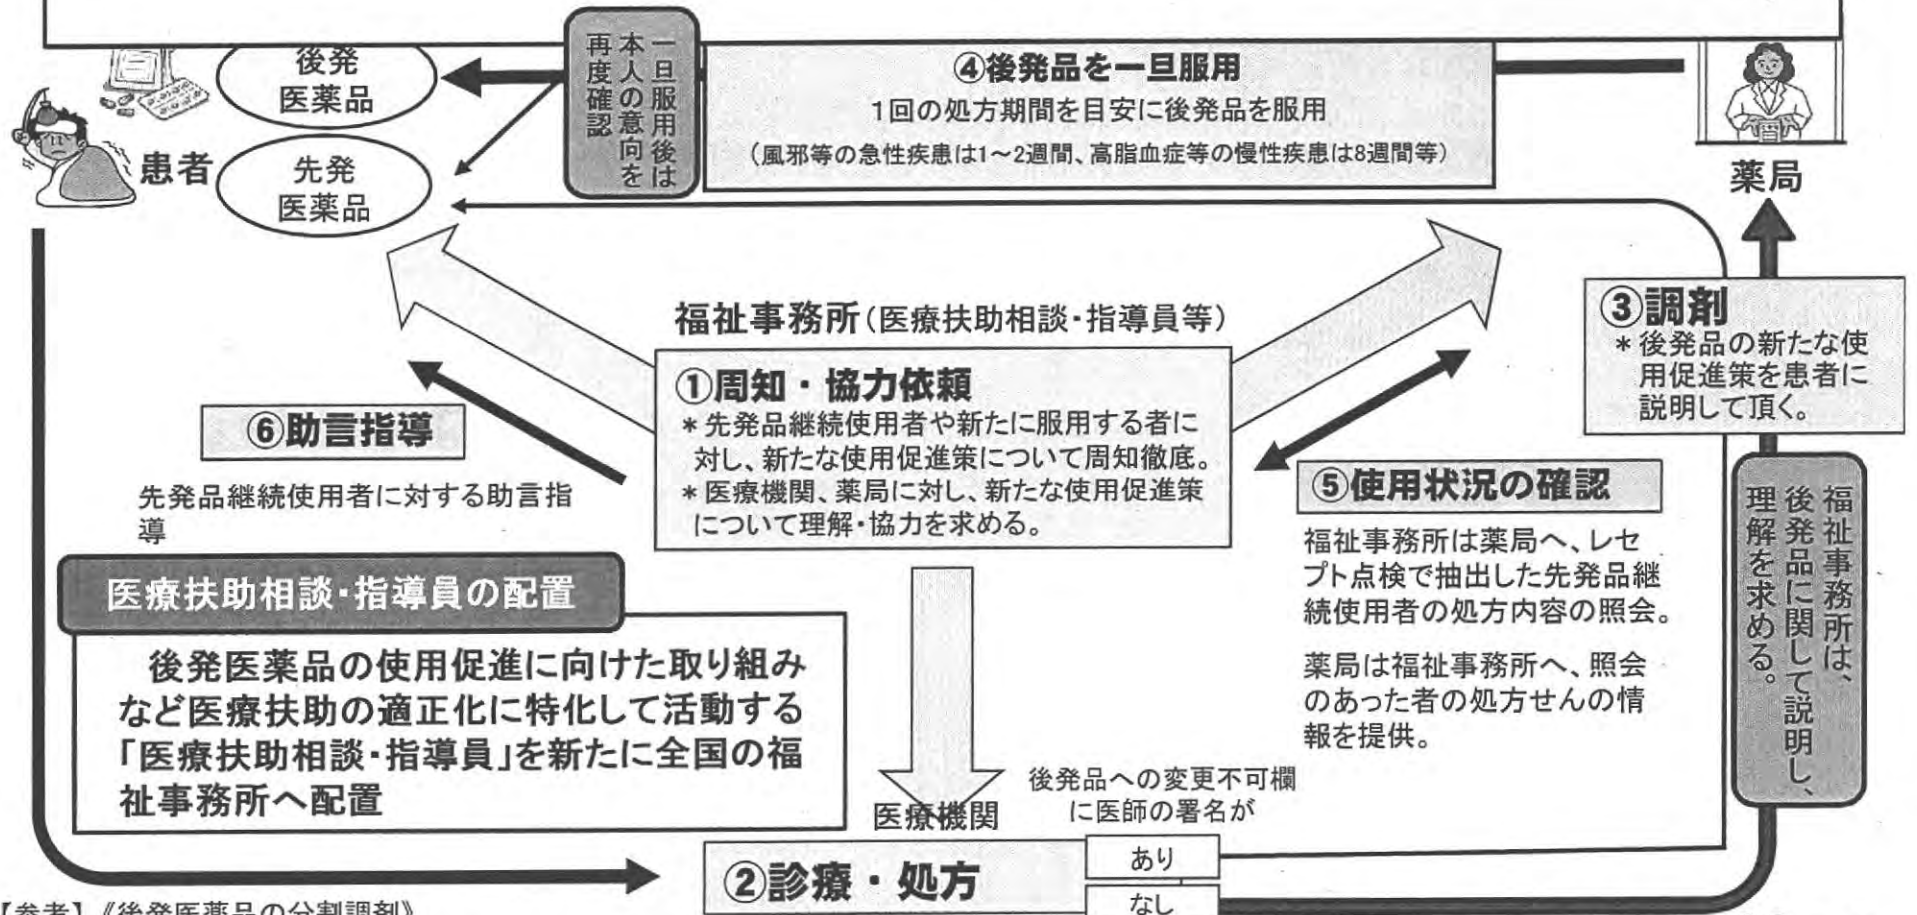 後発
医薬品
患者
先発
医薬品
一旦服用後は
本人の意向を
再度確認
④後発品を一旦服用
1回の処方期間を目安に後発品を服用
(風邪等の急性疾患は1~2週間、高脂血症等の慢性疾患は8週間等)
薬局
福祉事務所(医療扶助相談・指導員等)
①周知・協力依頼
*先発品継続使用者や新たに服用する者に
対し、新たな使用促進策について周知徹底。
*医療機関、薬局に対し、新たな使用促進策
について理解・協力を求める。
③調剤
*後発品の新たな使
用促進策を患者に
説明して頂く。
⑥助言指導
先発品継続使用者に対する助言指
導
⑤使用状況の確認
福祉事務所は薬局へ、レセ
プト点検で抽出した先発品継
続使用者の処方内容の照会。
薬局は福祉事務所へ、照会
のあった者の処方せんの情
報を提供。
福祉事務所は、
後発品に関して説明し、
理解を求める。
医療扶助相談・指導員の配置
後発医薬品の使用促進に向けた取り組み
など医療扶助の適正化に特化して活動する
「医療扶助相談・指導員」を新たに全国の福
祉事務所へ配置
医療機関
後発品への変更不可欄
に医師の署名が
②診療・処方
あり
なし
【参考】《後発医薬品の分割調剤》